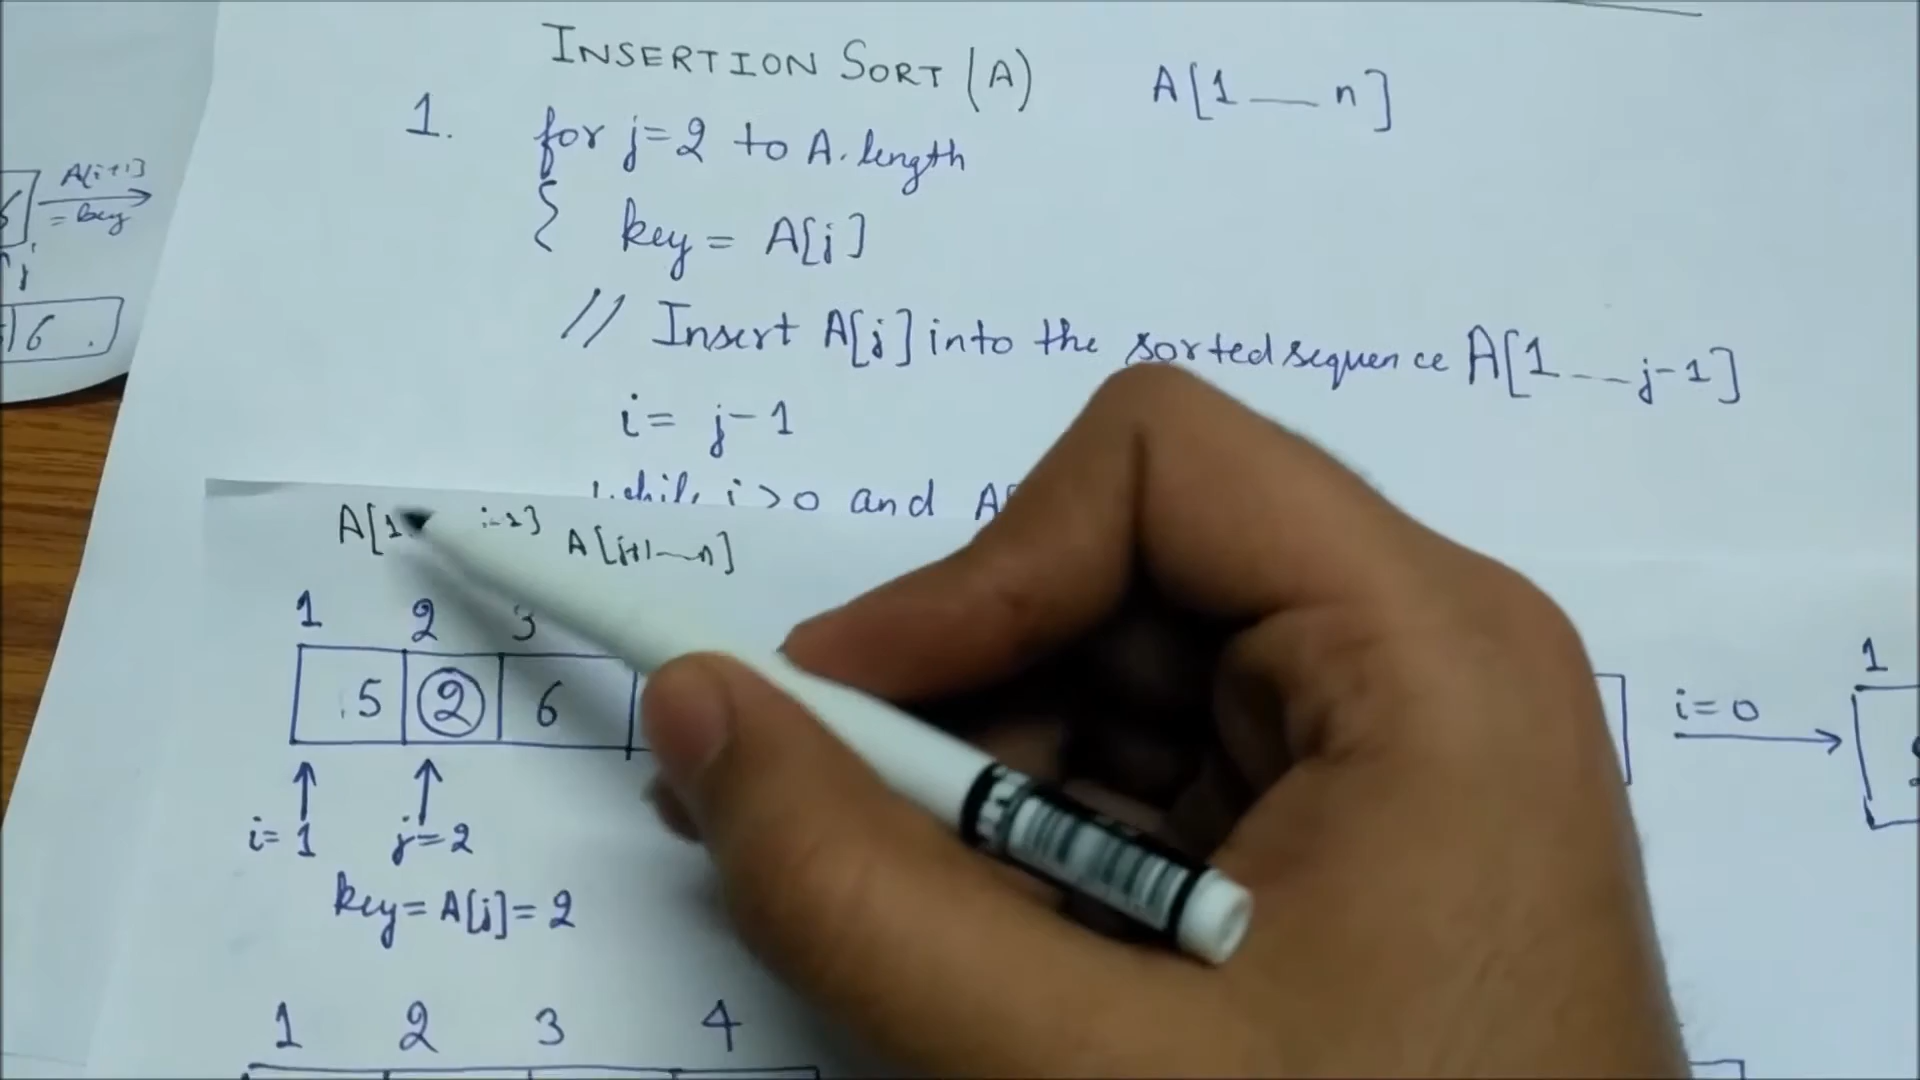 INSERTION SORT (A)
A[1 __ n]
1. for j=2 to A.length
{ key = A[j]
// Insert A[j] into the sorted sequence A[1 _ _ j-1]
i = j-1
while i>0 and A[
A[i+1]
= key
6
A[1
A[j+1__n]
1 2 3
5 2 6
i=1 j=2
key=A[j]=2
1 2 3 4
i=0
1